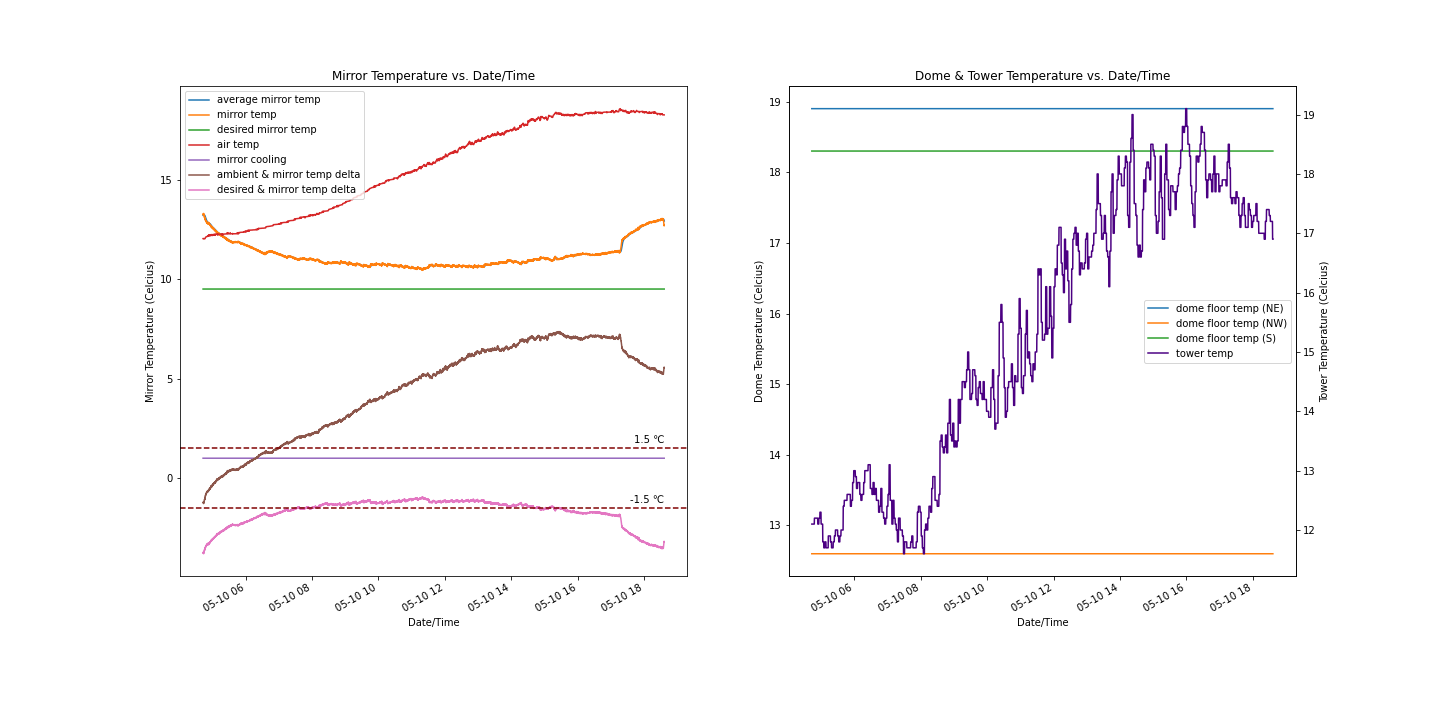 Mirror Temperature vs. Date/Time
average mirror temp
mirror temp
desired mirror temp
air temp
mirror cooling
ambient & mirror temp delta
desired & mirror temp delta
Mirror Temperature (Celcius)
15
10
5
0
1.5 °C
-1.5 °C
05-10 06
05-10 08
05-10 10
05-10 12
05-10 14
05-10 16
05-10 18
Date/Time
Dome & Tower Temperature vs. Date/Time
Dome Temperature (Celcius)
19
18
17
16
15
14
13
dome floor temp (NE)
dome floor temp (NW)
dome floor temp (S)
tower temp
19
18
17
16
15
14
13
12
Tower Temperature (Celcius)
05-10 06
05-10 08
05-10 10
05-10 12
05-10 14
05-10 16
05-10 18
Date/Time